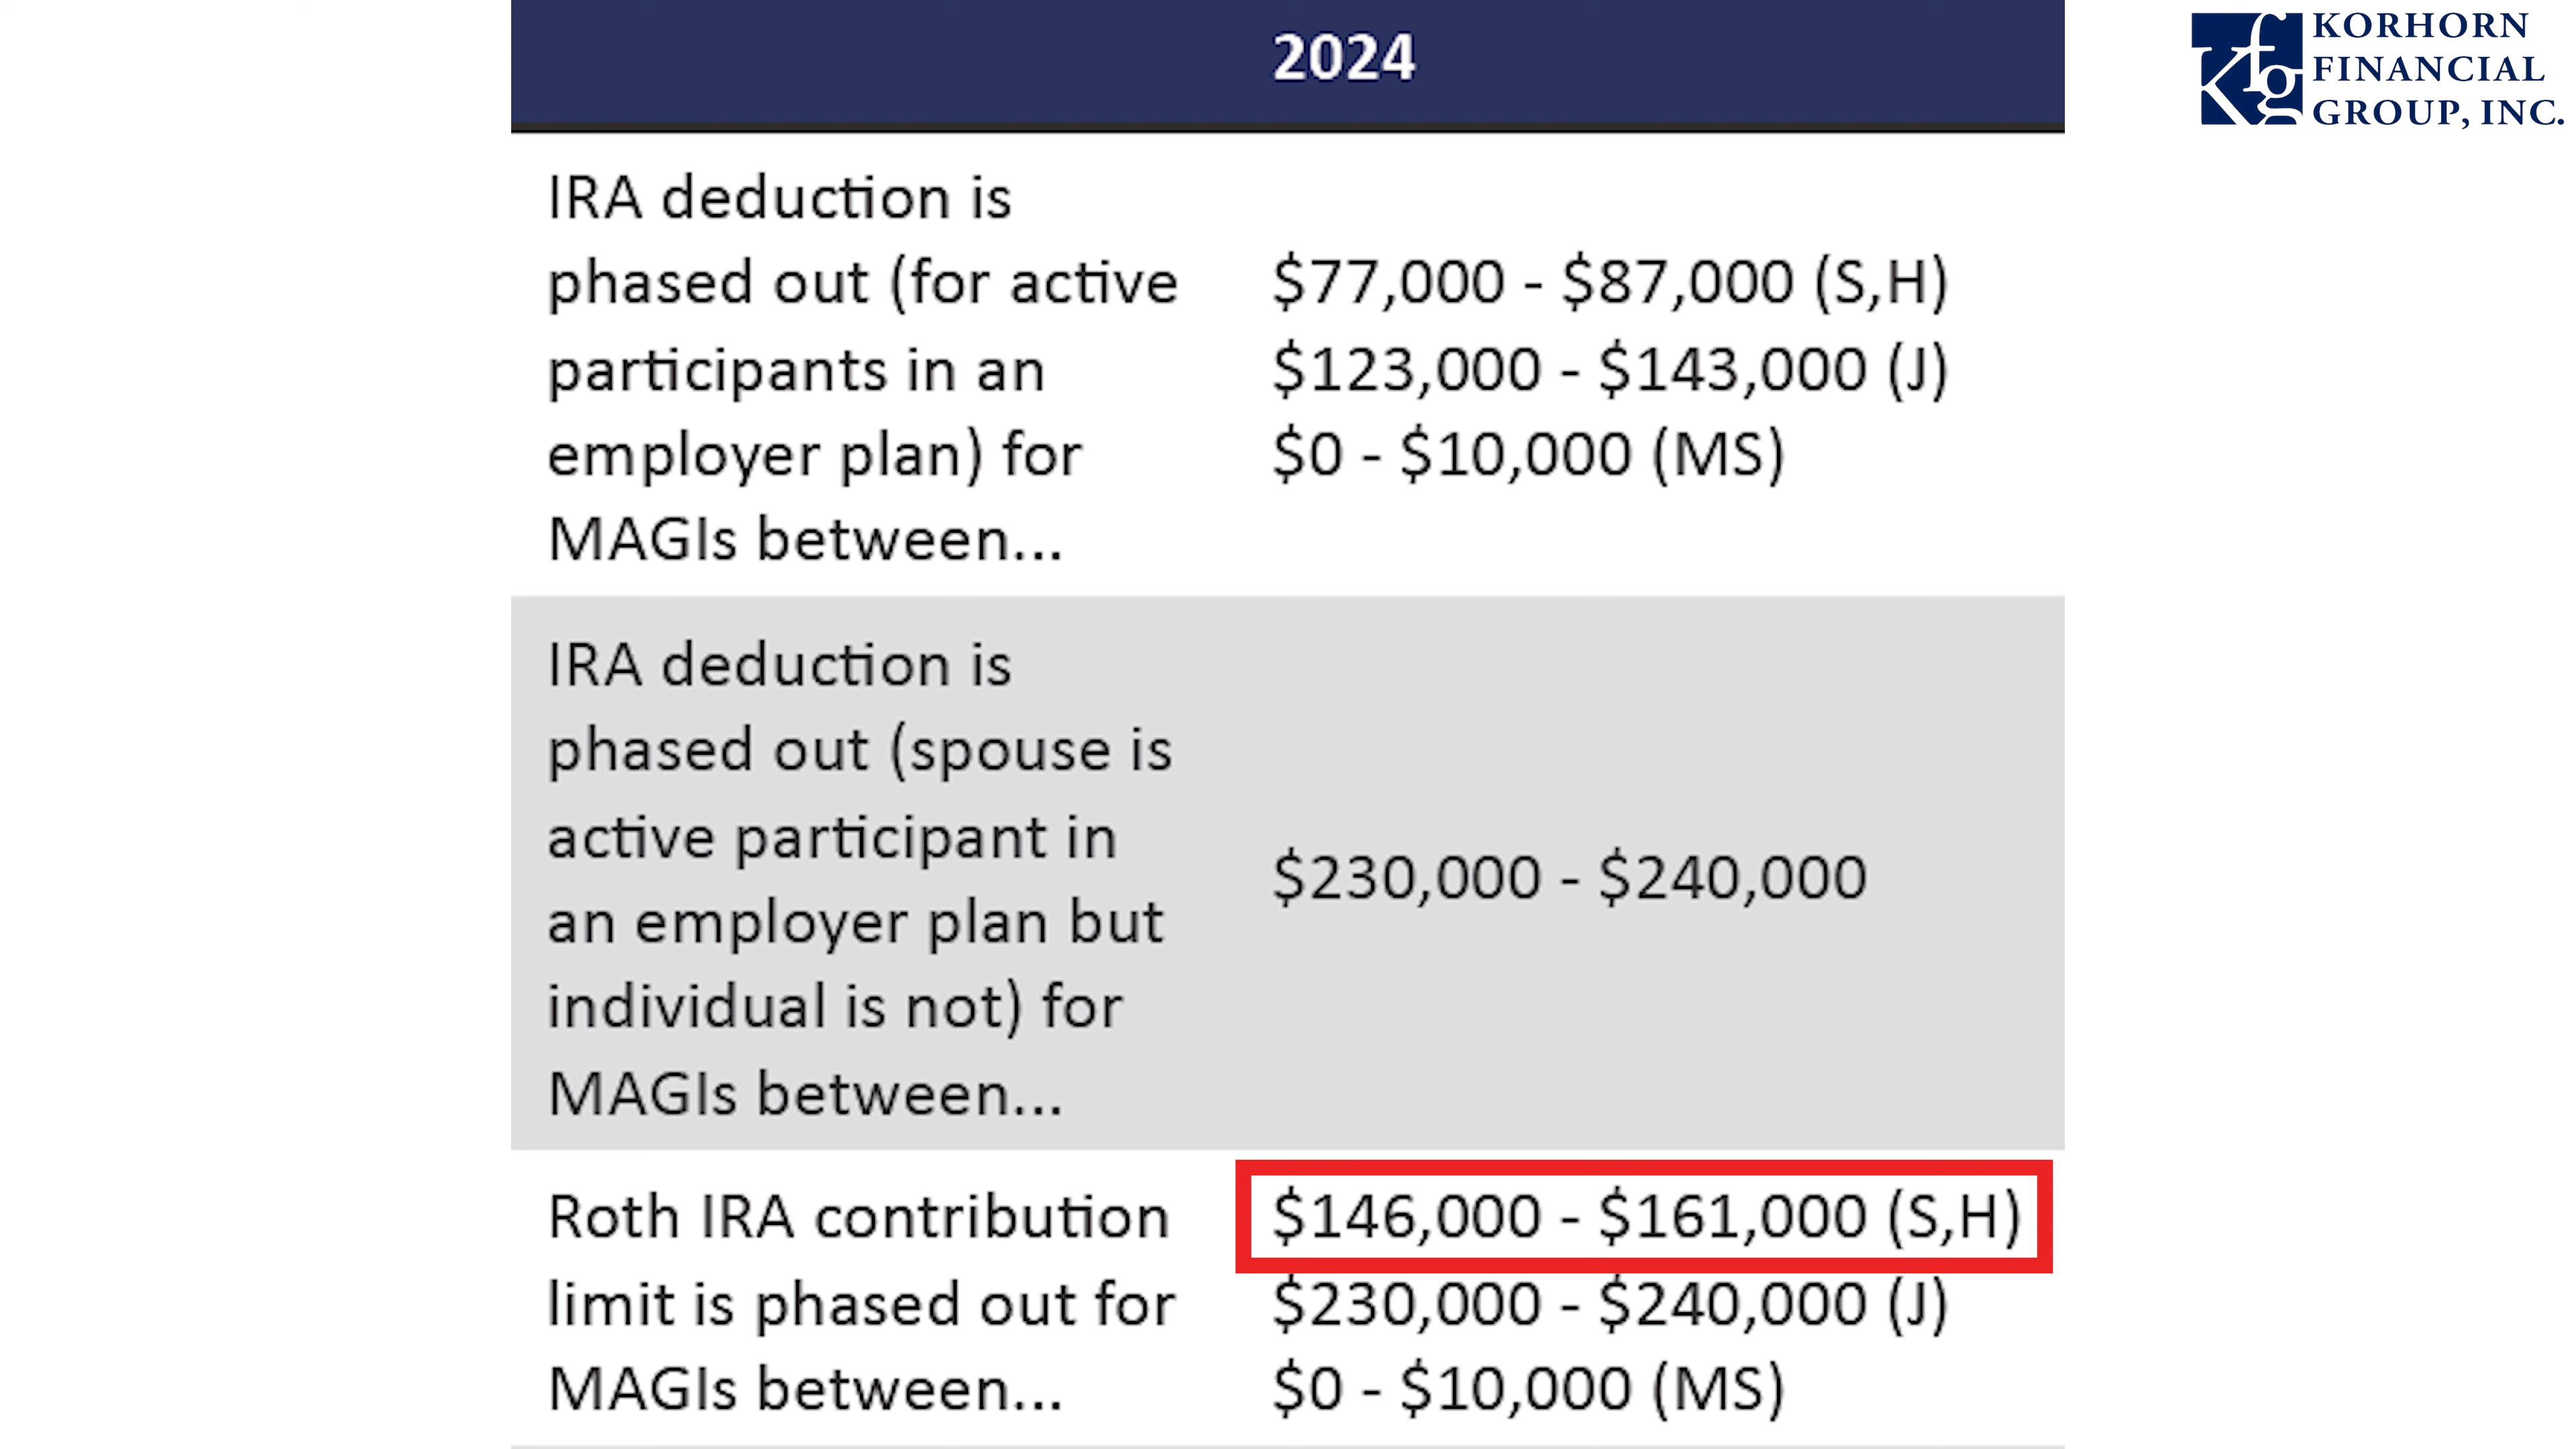 2024
KORHORN
FINANCIAL
GROUP, INC.
kfg
IRA deduction is
phased out (for active
participants in an
employer plan) for
MAGIs between...
$77,000 - $87,000 (S,H)
$123,000 - $143,000 (J)
$0 - $10,000 (MS)
IRA deduction is
phased out (spouse is
active participant in
an employer plan but
individual is not) for
MAGIs between...
$230,000 - $240,000
Roth IRA contribution
limit is phased out for
MAGIs between...
$146,000 - $161,000 (S,H)
$230,000 - $240,000 (J)
$0 - $10,000 (MS)